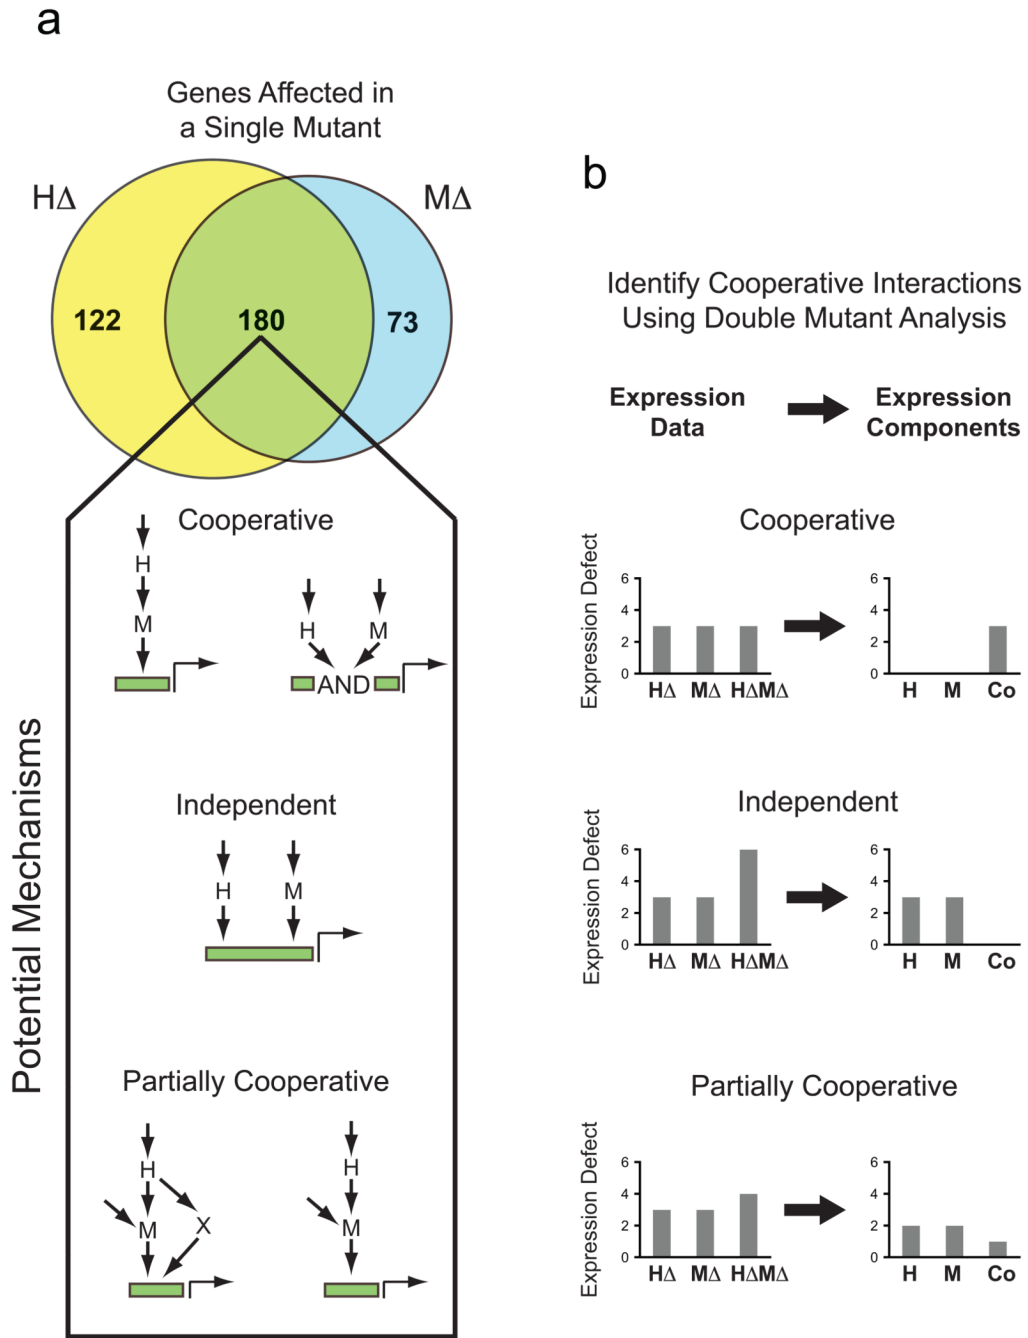 a
Genes Affected in
a Single Mutant
HΔ
MΔ
122
180
73
Potential Mechanisms
Cooperative
H
M
H
M
AND
Independent
H
M
Partially Cooperative
H
M
X
H
M
b
Identify Cooperative Interactions
Using Double Mutant Analysis
Expression
Data
Expression
Components
Cooperative
Expression Defect
6
4
2
0
HΔ MΔ HΔMΔ
6
4
2
0
H M Co
Independent
Expression Defect
6
4
2
0
HΔ MΔ HΔMΔ
6
4
2
0
H M Co
Partially Cooperative
Expression Defect
6
4
2
0
HΔ MΔ HΔMΔ
6
4
2
0
H M Co